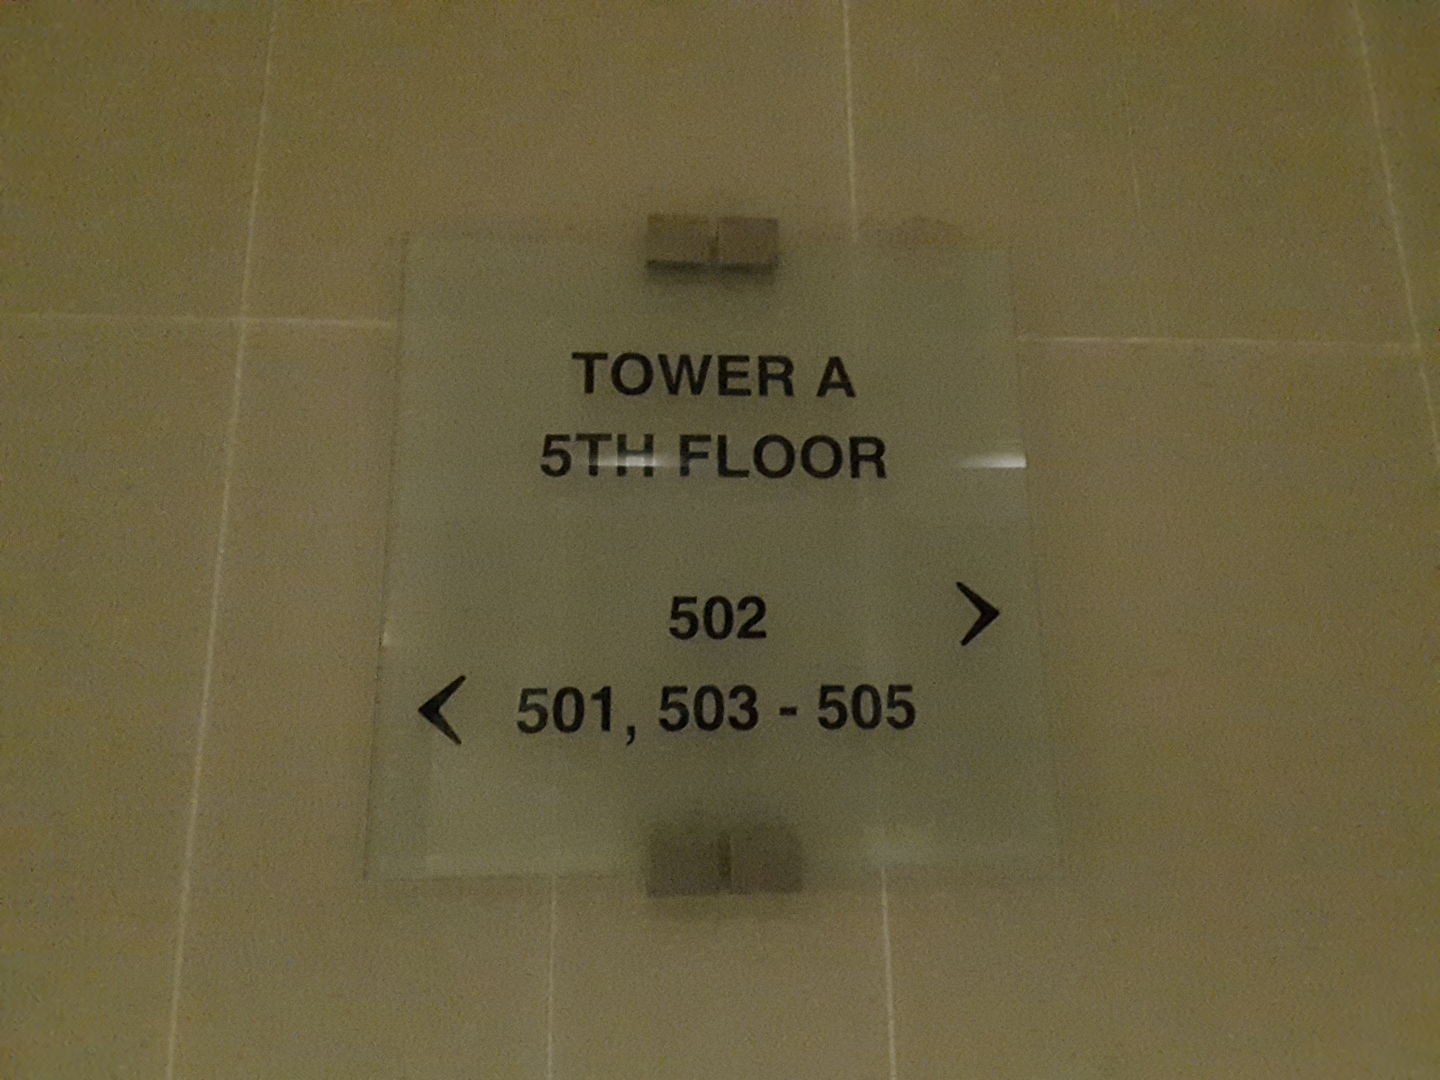 TOWER A
5TH FLOOR
502 >
< 501, 503 - 505